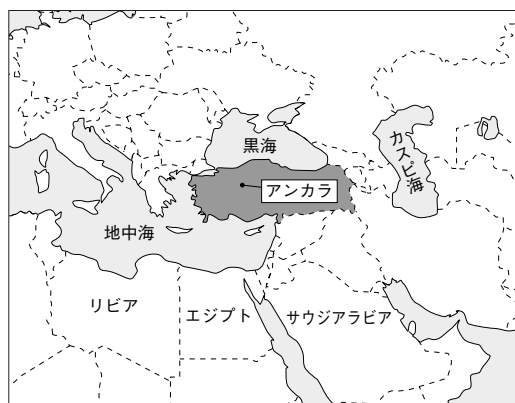 黒海
カスピ海
アンカラ
地中海
リビア
エジプト
サウジアラビア